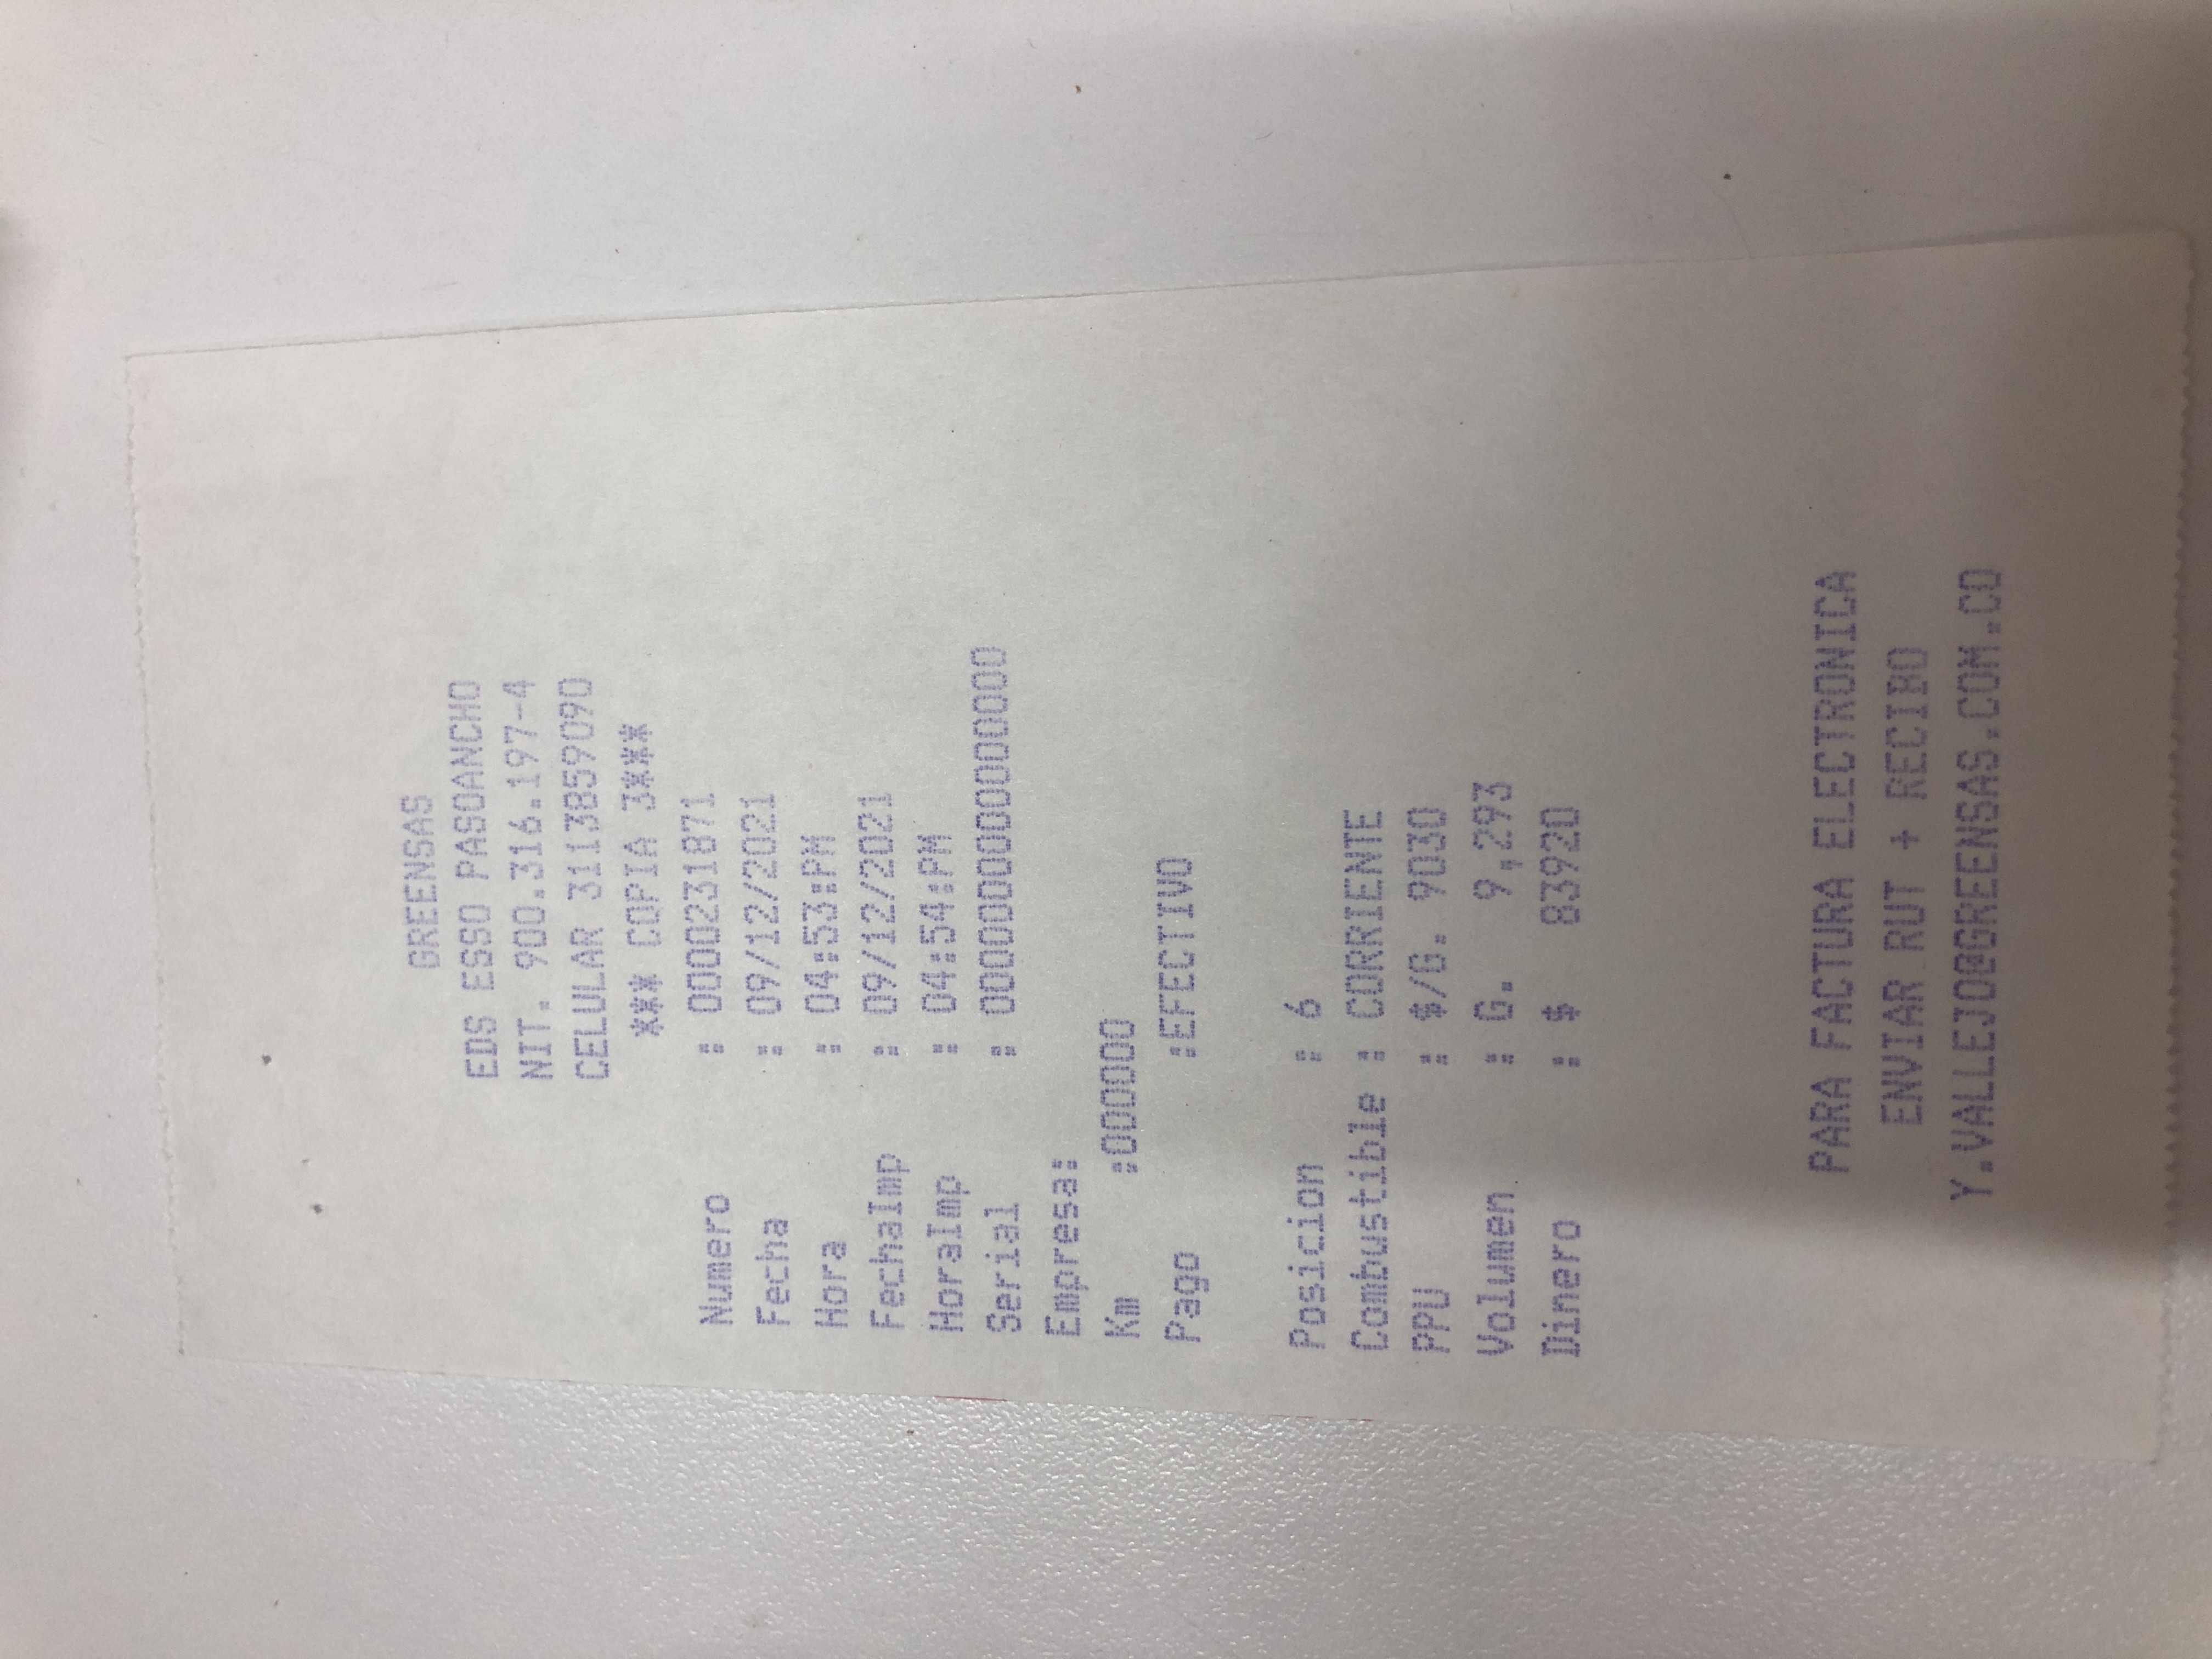 GREENSAS
EDS ESSO PASOANCHO
NIT. 900.316.197-4
CELULAR 3113859090
*** COPIA 3***
Numero : 0000231871
Fecha : 09/12/2021
Hora : 04:53:PM
FechaImp : 09/12/2021
HoraImp : 04:54:PM
Serial : 0000000000000000
Empresa:
Km :000000
Pago :EFECTIVO
Posicion : 6
Combustible : CORRIENTE
PPU : $/G. 9030
Volumen : G. 9,293
Dinero : $ 83920
PARA FACTURA ELECTRONICA
ENVIAR RUT + RECIBO
Y.VALLEJO@GREENSAS.COM.CO